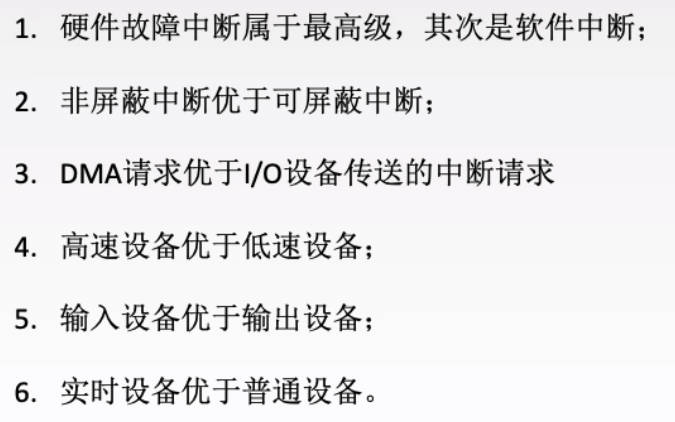 1. 硬件故障中断属于最高级，其次是软件中断；
2. 非屏蔽中断优于可屏蔽中断；
3. DMA请求优于I/O设备传送的中断请求
4. 高速设备优于低速设备；
5. 输入设备优于输出设备；
6. 实时设备优于普通设备。